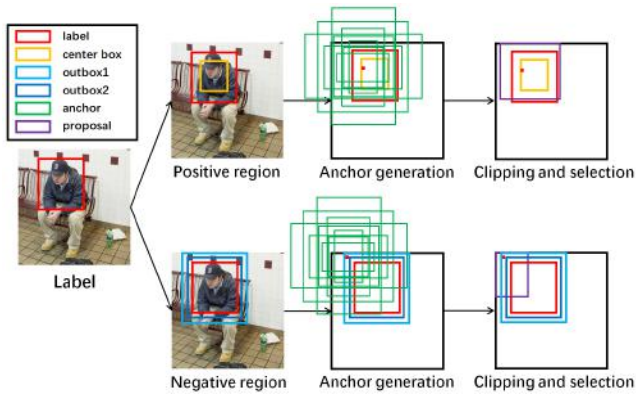 label
center box
outbox1
outbox2
anchor
proposal
Label
Positive region
Anchor generation
Clipping and selection
Negative region
Anchor generation
Clipping and selection